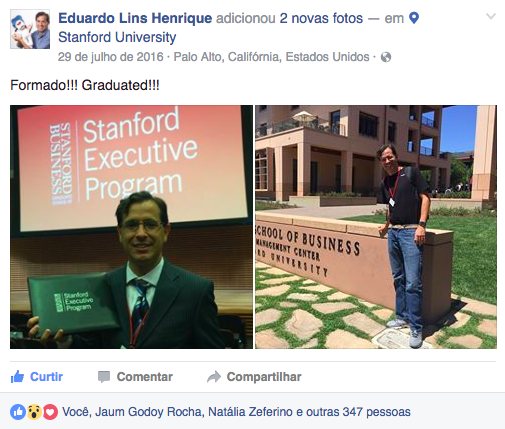 Eduardo Lins Henrique adicionou 2 novas fotos — em
Stanford University
29 de julho de 2016 · Palo Alto, Califórnia, Estados Unidos ·
Formado!!! Graduated!!!
STANFORD
BUSINESS
Stanford
Executive
Program
Stanford
Executive
Program
SCHOOL OF BUSINESS
MANAGEMENT CENTER
RD UNIVERSITY
Curtir
Comentar
Compartilhar
Você, Jaum Godoy Rocha, Natália Zeferino e outras 347 pessoas